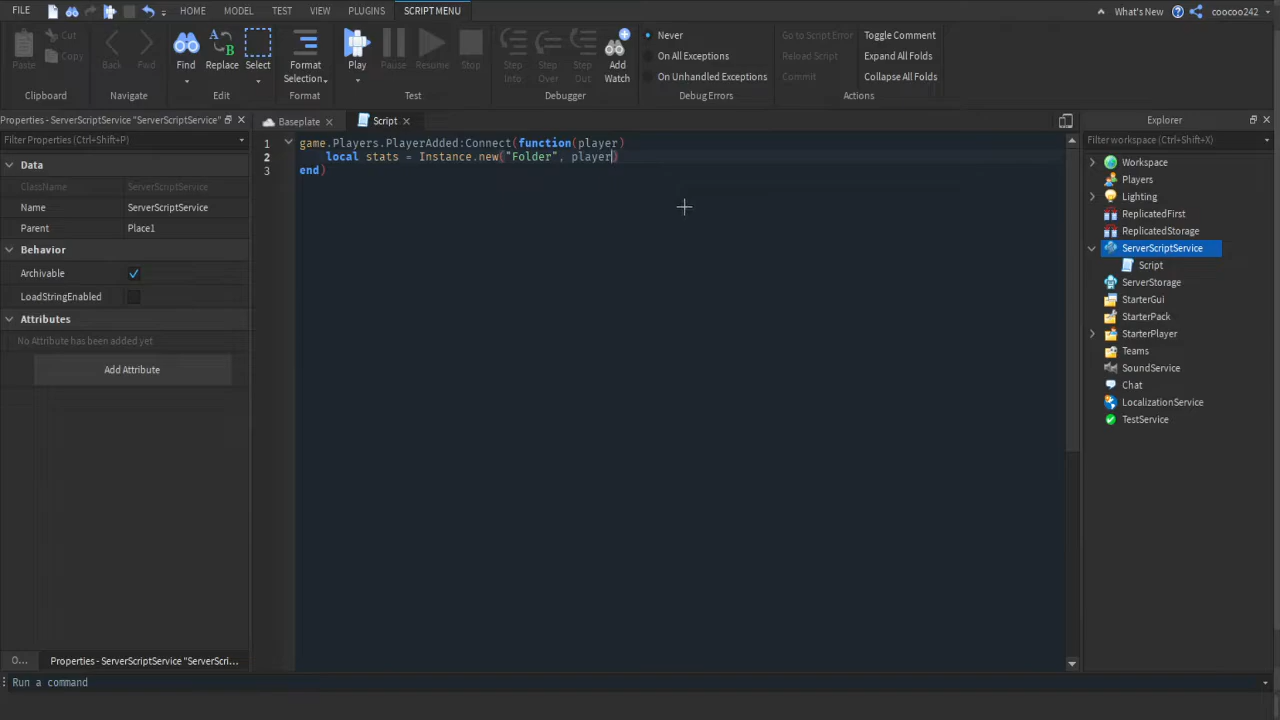 FILE HOME MODEL TEST VIEW PLUGINS SCRIPT MENU What's New coocoo242
Paste Cut Copy Back Fwd Find Replace Select Format Selection Play Pause Resume Stop Step Into Step Over Step Out Add Watch
Never
On All Exceptions
On Unhandled Exceptions
Go to Script Error
Reload Script
Commit
Toggle Comment
Expand All Folds
Collapse All Folds
Clipboard Navigate Edit Format Test Debugger Debug Errors Actions
Properties - ServerScriptService "ServerScriptService"
Filter Properties (Ctrl+Shift+P)
Data
ClassName ServerScriptService
Name ServerScriptService
Parent Place1
Behavior
Archivable
LoadStringEnabled
Attributes
No Attribute has been added yet
Add Attribute
O...
Properties - ServerScriptService "ServerScri...
Baseplate Script
1 game.Players.PlayerAdded:Connect(function(player)
2 local stats = Instance.new("Folder", player)
3 end)
Explorer
Filter workspace (Ctrl+Shift+X)
Workspace
Players
Lighting
ReplicatedFirst
ReplicatedStorage
ServerScriptService
Script
ServerStorage
StarterGui
StarterPack
StarterPlayer
Teams
SoundService
Chat
LocalizationService
TestService
Run a command